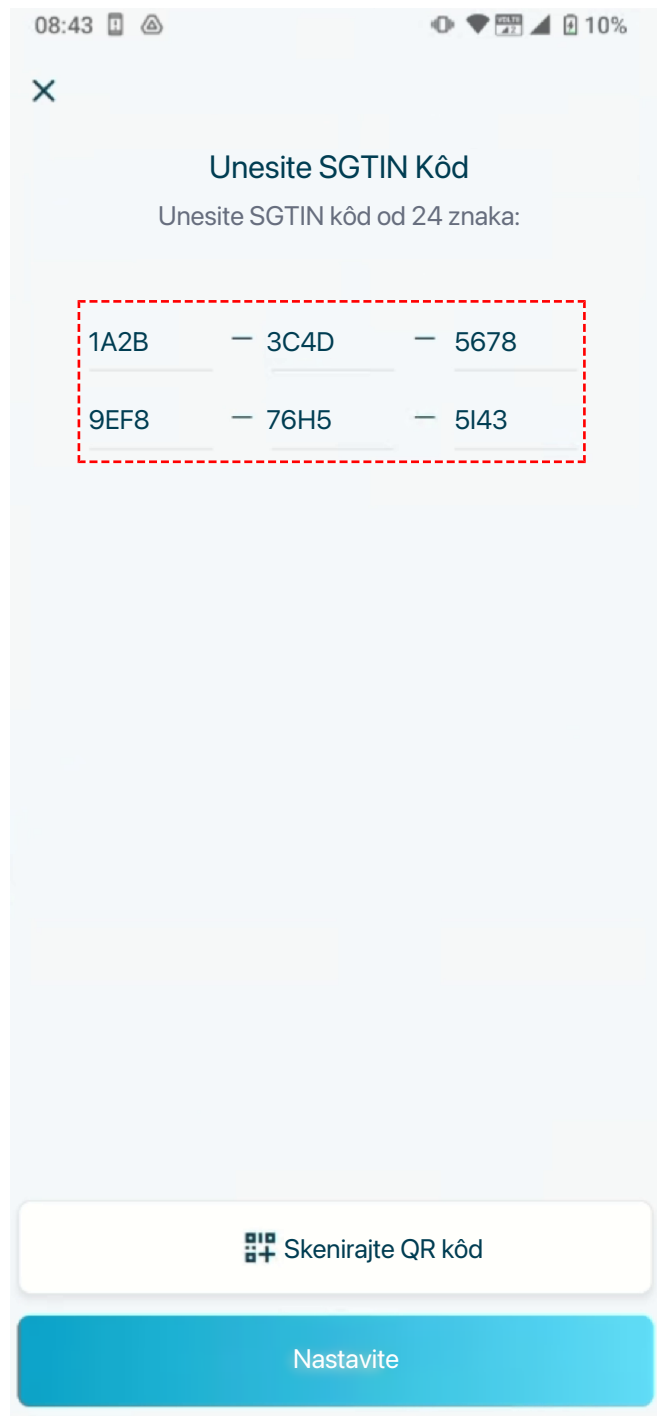 08:43 10%
Unesite SGTIN Kôd
Unesite SGTIN kôd od 24 znaka:
1A2B – 3C4D – 5678
9EF8 – 76H5 – 5I43
Skenirajte QR kôd
Nastavite